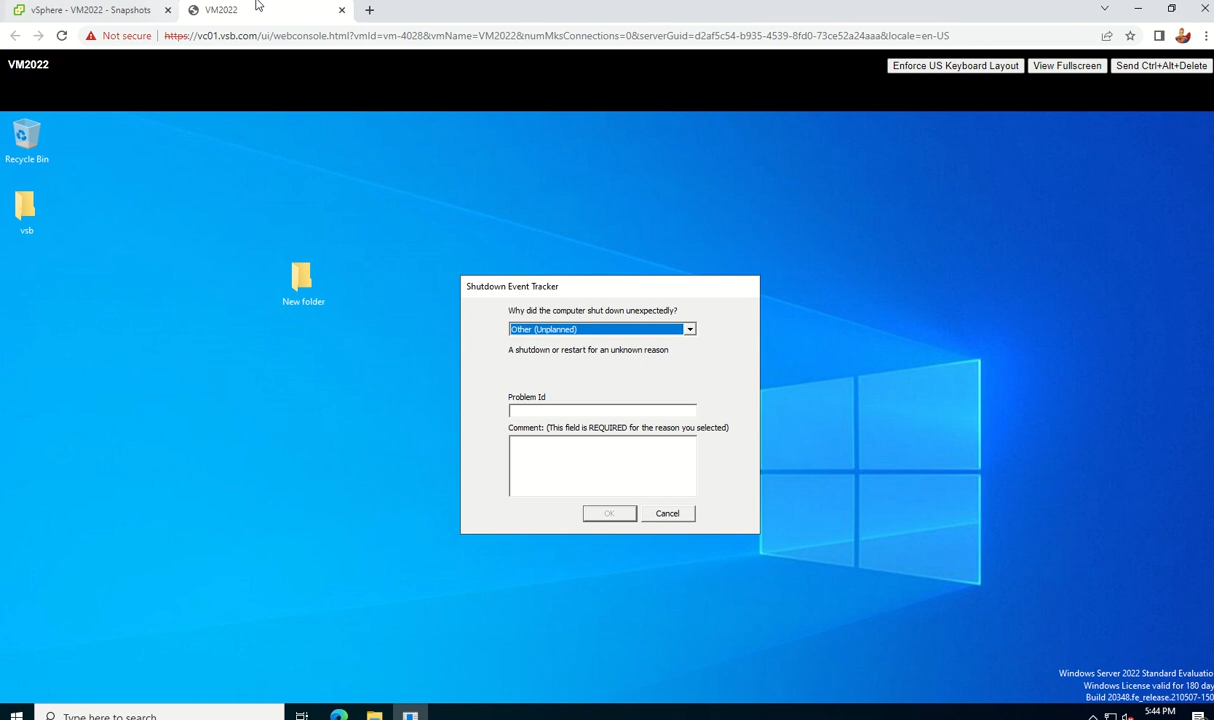 vSphere - VM2022 - Snapshots
VM2022
Not secure
https://vc01.vsb.com/ui/webconsole.html?vmId=vm-4028&vmName=VM2022&numMksConnections=0&serverGuid=d2af5c54-b935-4539-8fd0-73ce52a24aaa&locale=en-US
VM2022
Enforce US Keyboard Layout
View Fullscreen
Send Ctrl+Alt+Delete
Recycle Bin
vsb
New folder
Shutdown Event Tracker
Why did the computer shut down unexpectedly?
Other (Unplanned)
A shutdown or restart for an unknown reason
Problem Id
Comment: (This field is REQUIRED for the reason you selected)
OK
Cancel
Windows Server 2022 Standard Evaluatio
Windows License valid for 180 day
Build 20348.fe_release.210507-150
Type here to search
5:44 PM